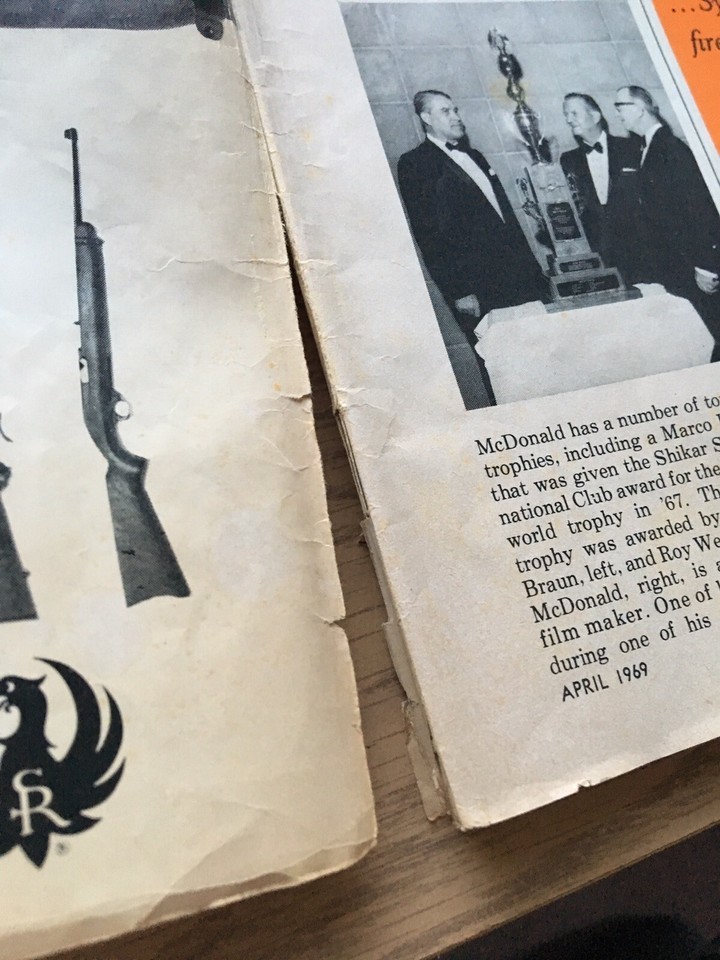 ...Sy
fire
McDonald has a number of to
trophies, including a Marco
that was given the Shikar S
national Club award for the
world trophy in '67. Th
trophy was awarded by
Braun, left, and Roy We
McDonald, right, is a
film maker. One of
during one of his
APRIL 1969
SR
®